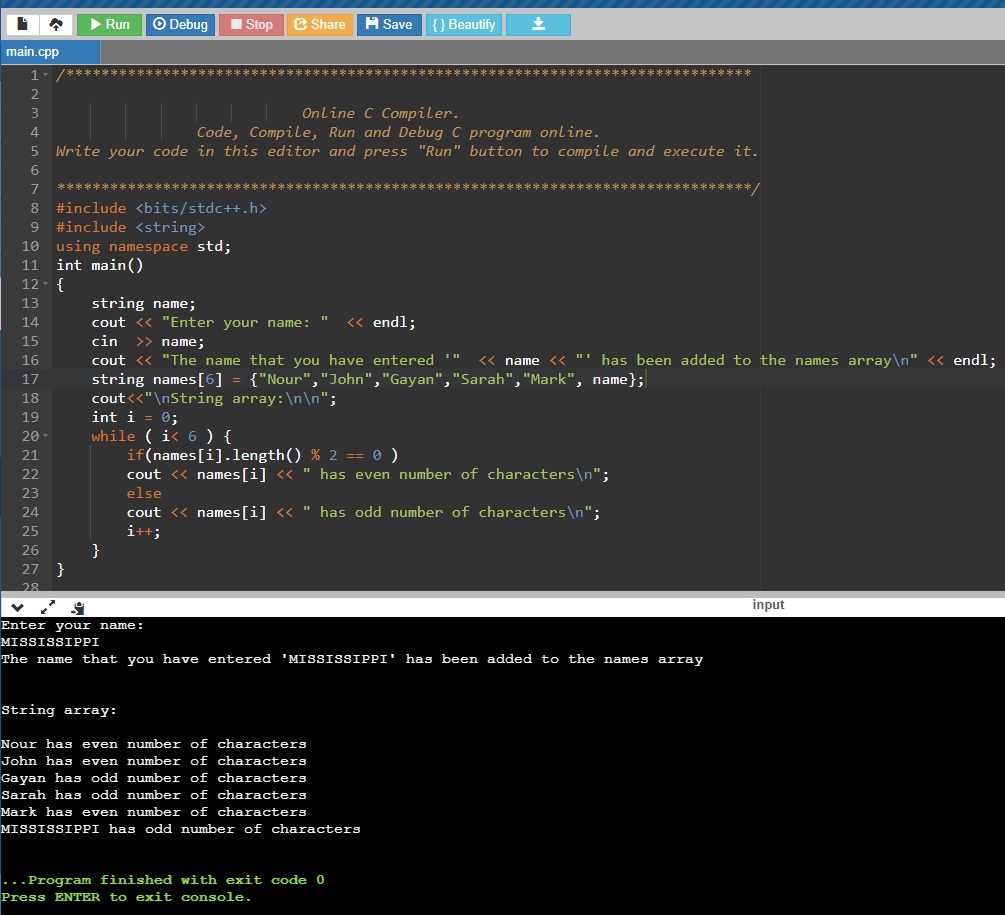 Run Debug Stop Share Save { } Beautify
main.cpp
1 /******************************************************************************
2
3 Online C Compiler.
4 Code, Compile, Run and Debug C program online.
5 Write your code in this editor and press "Run" button to compile and execute it.
6
7 *******************************************************************************/
8 #include <bits/stdc++.h>
9 #include <string>
10 using namespace std;
11 int main()
12 {
13 string name;
14 cout << "Enter your name: "  << endl;
15 cin  >> name;
16 cout << "The name that you have entered '"  << name << "' has been added to the names array\n" << endl;
17 string names[6] = {"Nour","John","Gayan","Sarah","Mark", name};
18 cout<<"\nString array:\n\n";
19 int i = 0;
20 while ( i< 6 ) {
21 if(names[i].length() % 2 == 0 )
22 cout << names[i] << " has even number of characters\n";
23 else
24 cout << names[i] << " has odd number of characters\n";
25 i++;
26 }
27 }
28
input
Enter your name:
MISSISSIPPI
The name that you have entered 'MISSISSIPPI' has been added to the names array
String array:
Nour has even number of characters
John has even number of characters
Gayan has odd number of characters
Sarah has odd number of characters
Mark has even number of characters
MISSISSIPPI has odd number of characters
...Program finished with exit code 0
Press ENTER to exit console.